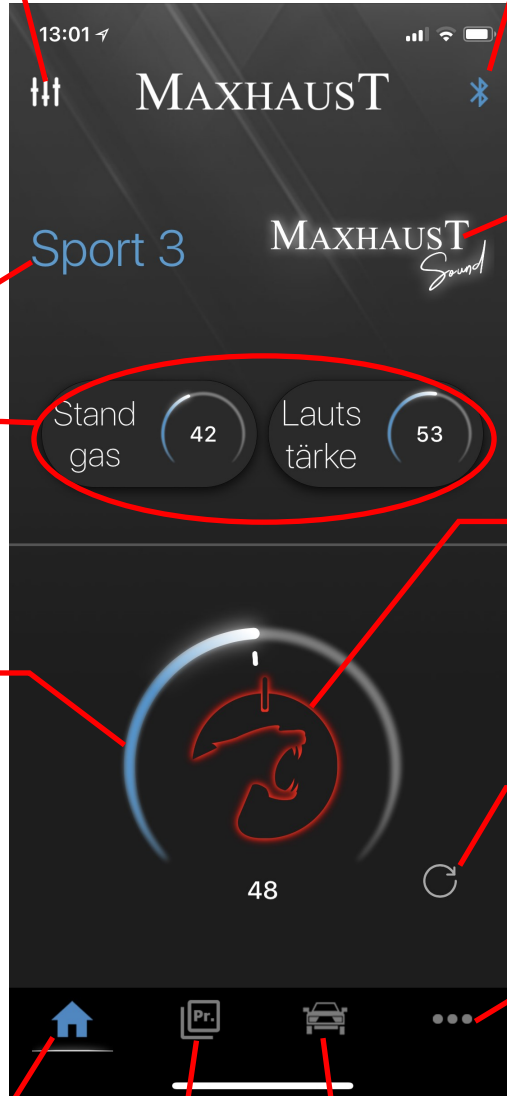 13:01
MAXHAUST
Sport 3
MAXHAUST
Sound
Stand
gas
42
Lauts
tärke
53
48
Pr.